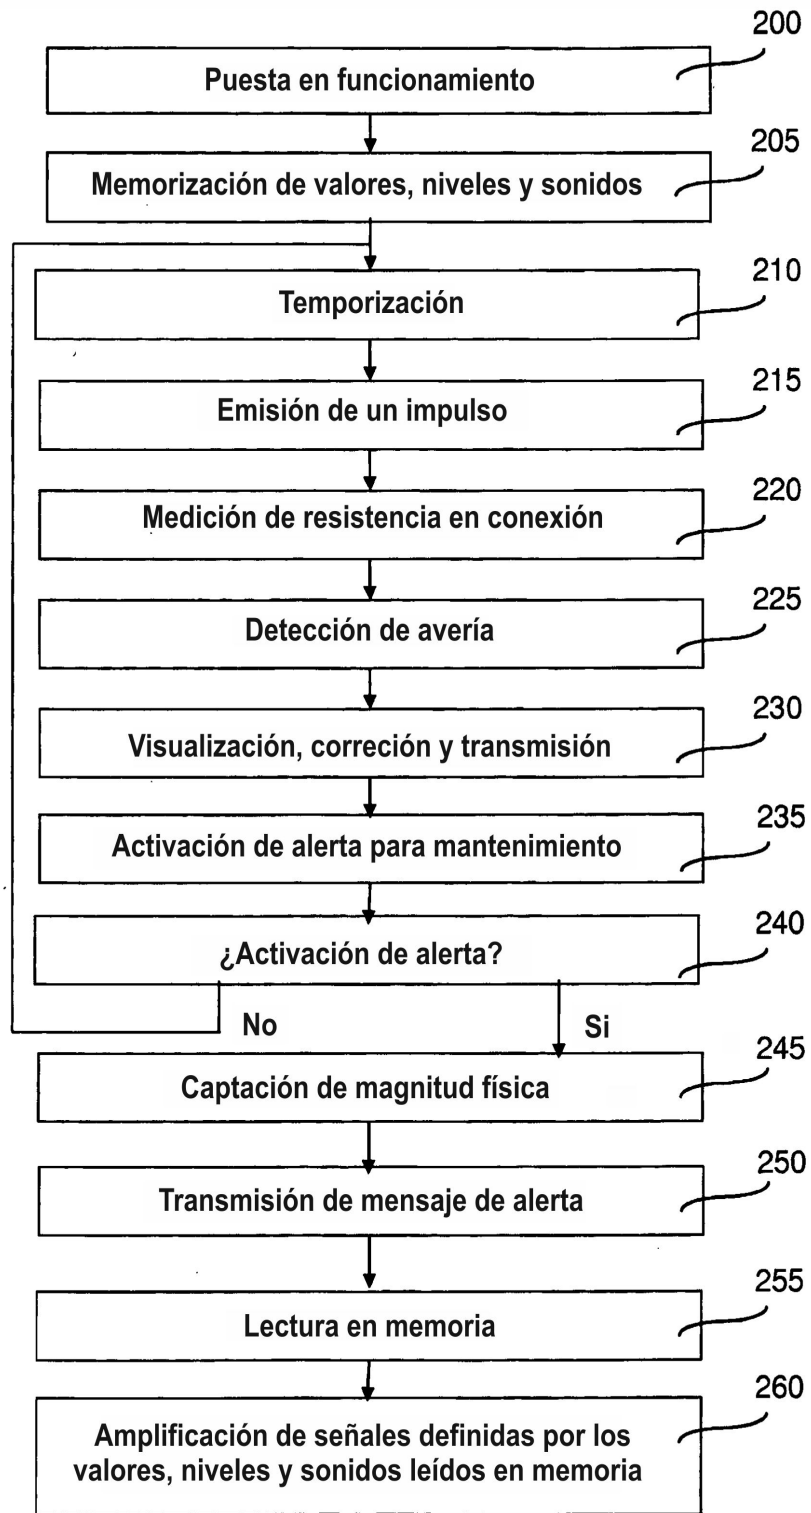 200
Puesta en funcionamiento
205
Memorización de valores, niveles y sonidos
210
Temporización
215
Emisión de un impulso
220
Medición de resistencia en conexión
225
Detección de avería
230
Visualización, correción y transmisión
235
Activación de alerta para mantenimiento
240
¿Activación de alerta?
No
Si
245
Captación de magnitud física
250
Transmisión de mensaje de alerta
255
Lectura en memoria
260
Amplificación de señales definidas por los
valores, niveles y sonidos leídos en memoria